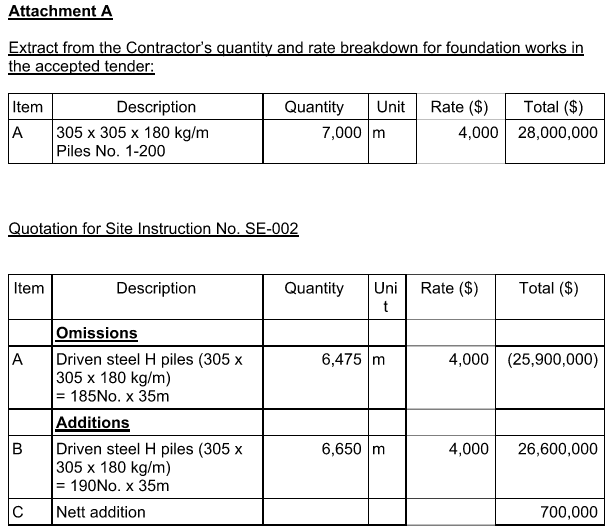 Attachment A
Extract from the Contractor's quantity and rate breakdown for foundation works in
the accepted tender:
Item Description Quantity Unit Rate ($) Total ($)
A 305 x 305 x 180 kg/m 7,000 m 4,000 28,000,000
Piles No. 1-200
Quotation for Site Instruction No. SE-002
Item Description Quantity Uni Rate ($) Total ($)
t
Omissions
A Driven steel H piles (305 x 6,475 m 4,000 (25,900,000)
305 x 180 kg/m)
= 185No. x 35m
Additions
B Driven steel H piles (305 x 6,650 m 4,000 26,600,000
305 x 180 kg/m)
= 190No. x 35m
C Nett addition 700,000